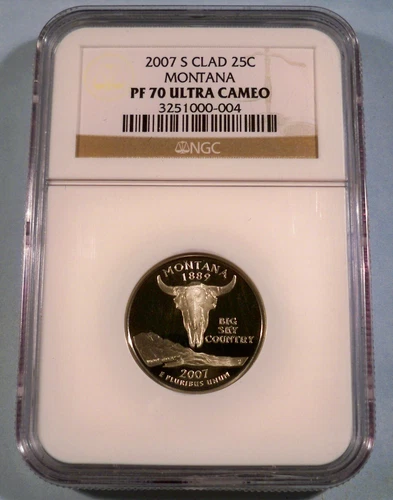 2007 S CLAD 25C
MONTANA
PF 70 ULTRA CAMEO
3251000-004
NGC
MONTANA
1889
BIG
SKY
COUNTRY
2007
E PLURIBUS UNUM